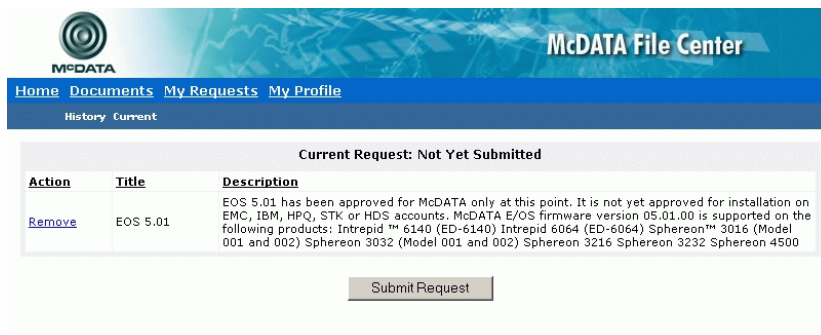 McDATA
McDATA File Center
Home Documents My Requests My Profile
History Current
Current Request: Not Yet Submitted
Action Title Description
EOS 5.01 has been approved for McDATA only at this point. It is not yet approved for installation on
EMC, IBM, HPQ, STK or HDS accounts. McDATA E/OS firmware version 05.01.00 is supported on the
Remove EOS 5.01 following products: Intrepid ™ 6140 (ED-6140) Intrepid 6064 (ED-6064) Sphereon™ 3016 (Model
001 and 002) Sphereon 3032 (Model 001 and 002) Sphereon 3216 Sphereon 3232 Sphereon 4500
Submit Request